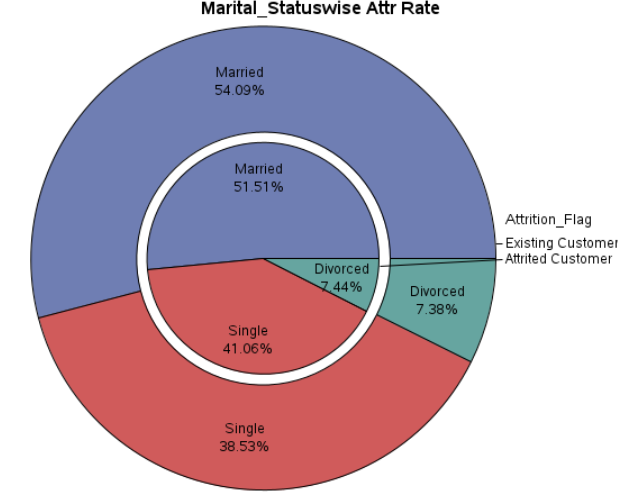 Marital_Statuswise Attr Rate
Married
54.09%
Married
51.51%
Attrition_Flag
Existing Customer
Attrited Customer
Divorced
7.44%
Divorced
7.38%
Single
41.06%
Single
38.53%